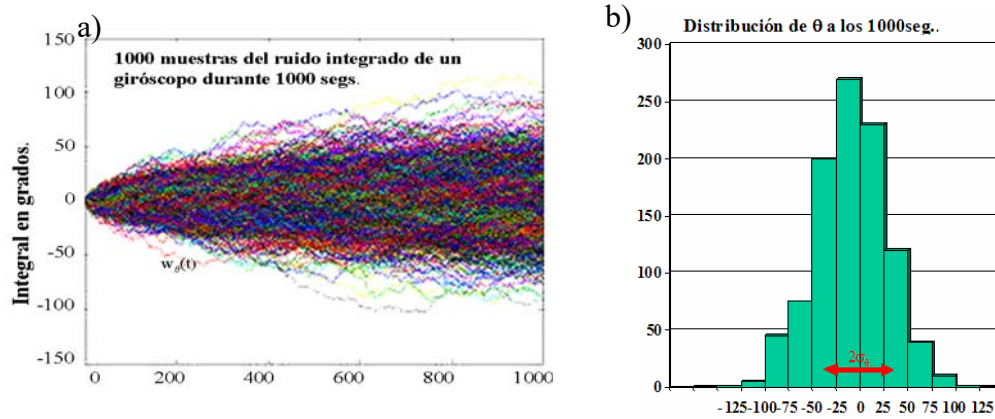 a)
1000 muestras del ruido integrado de un
giróscopo durante 1000 segs.
Integral en grados.
150
100
50
0
-50
-100
-150
w_θ(t)
0 200 400 600 800 1000
b)
Distribución de θ a los 1000seg..
300
250
200
150
100
50
0
2σ_θ
-125 -100 -75 -50 -25 0 25 50 75 100 125